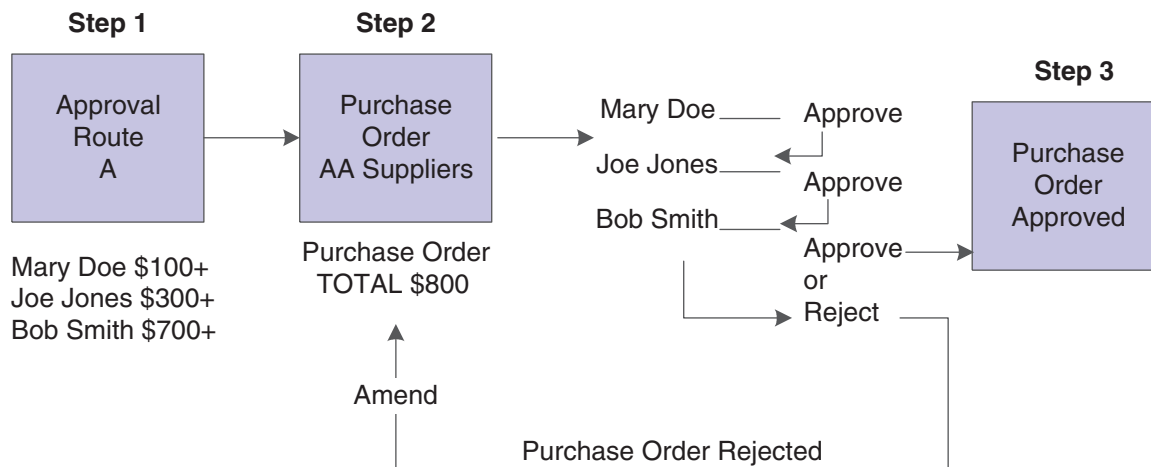 Step 1
Approval
Route
A
Mary Doe $100+
Joe Jones $300+
Bob Smith $700+
Step 2
Purchase
Order
AA Suppliers
Purchase Order
TOTAL $800
Amend
Mary Doe
Approve
Joe Jones
Approve
Bob Smith
Approve
or
Reject
Step 3
Purchase
Order
Approved
Purchase Order Rejected